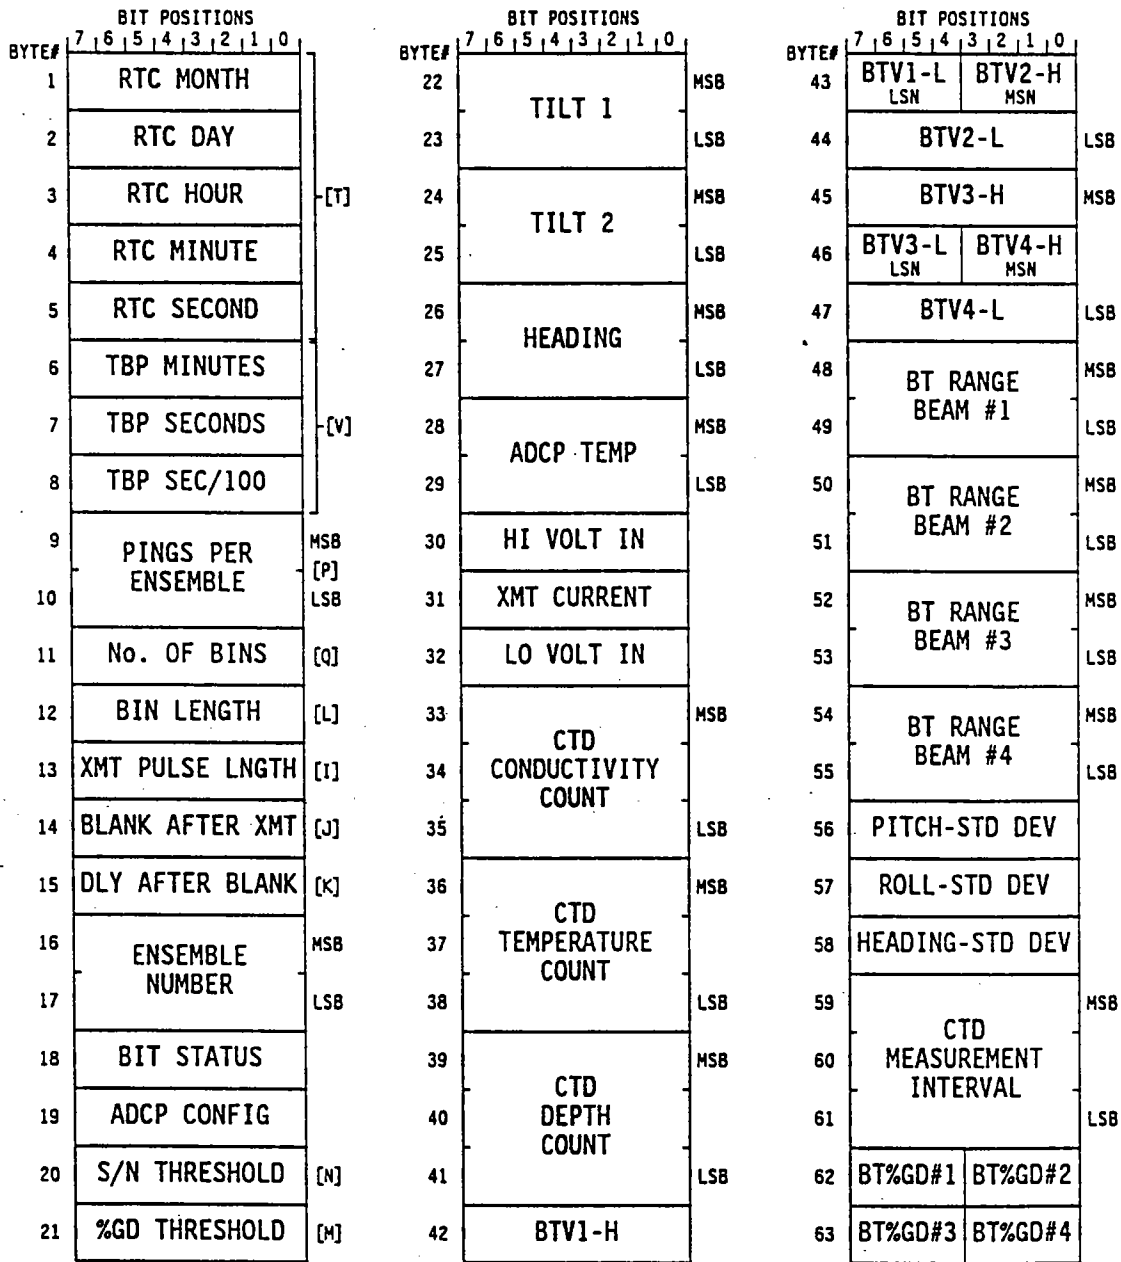 BIT POSITIONS
BYTE# 7 6 5 4 3 2 1 0
1 RTC MONTH
2 RTC DAY
3 RTC HOUR [T]
4 RTC MINUTE
5 RTC SECOND
6 TBP MINUTES
7 TBP SECONDS [V]
8 TBP SEC/100
9 MSB
PINGS PER
ENSEMBLE [P]
10 LSB
11 No. OF BINS [Q]
12 BIN LENGTH [L]
13 XMT PULSE LNGTH [I]
14 BLANK AFTER XMT [J]
15 DLY AFTER BLANK [K]
16 MSB
ENSEMBLE
NUMBER
17 LSB
18 BIT STATUS
19 ADCP CONFIG
20 S/N THRESHOLD [N]
21 %GD THRESHOLD [M]
BIT POSITIONS
BYTE# 7 6 5 4 3 2 1 0
22 MSB
TILT 1
23 LSB
24 MSB
TILT 2
25 LSB
26 MSB
HEADING
27 LSB
28 MSB
ADCP TEMP
29 LSB
30 HI VOLT IN
31 XMT CURRENT
32 LO VOLT IN
33 MSB
CTD
34 CONDUCTIVITY
COUNT
35 LSB
36 MSB
CTD
37 TEMPERATURE
COUNT
38 LSB
39 MSB
CTD
40 DEPTH
COUNT
41 LSB
42 BTV1-H
BIT POSITIONS
BYTE# 7 6 5 4 3 2 1 0
43 BTV1-L BTV2-H
LSN MSN
44 BTV2-L LSB
45 BTV3-H MSB
46 BTV3-L BTV4-H
LSN MSN
47 BTV4-L LSB
48 MSB
BT RANGE
BEAM #1
49 LSB
50 MSB
BT RANGE
BEAM #2
51 LSB
52 MSB
BT RANGE
BEAM #3
53 LSB
54 MSB
BT RANGE
BEAM #4
55 LSB
56 PITCH-STD DEV
57 ROLL-STD DEV
58 HEADING-STD DEV
59 MSB
CTD
60 MEASUREMENT
INTERVAL
61 LSB
62 BT%GD#1 BT%GD#2
63 BT%GD#3 BT%GD#4